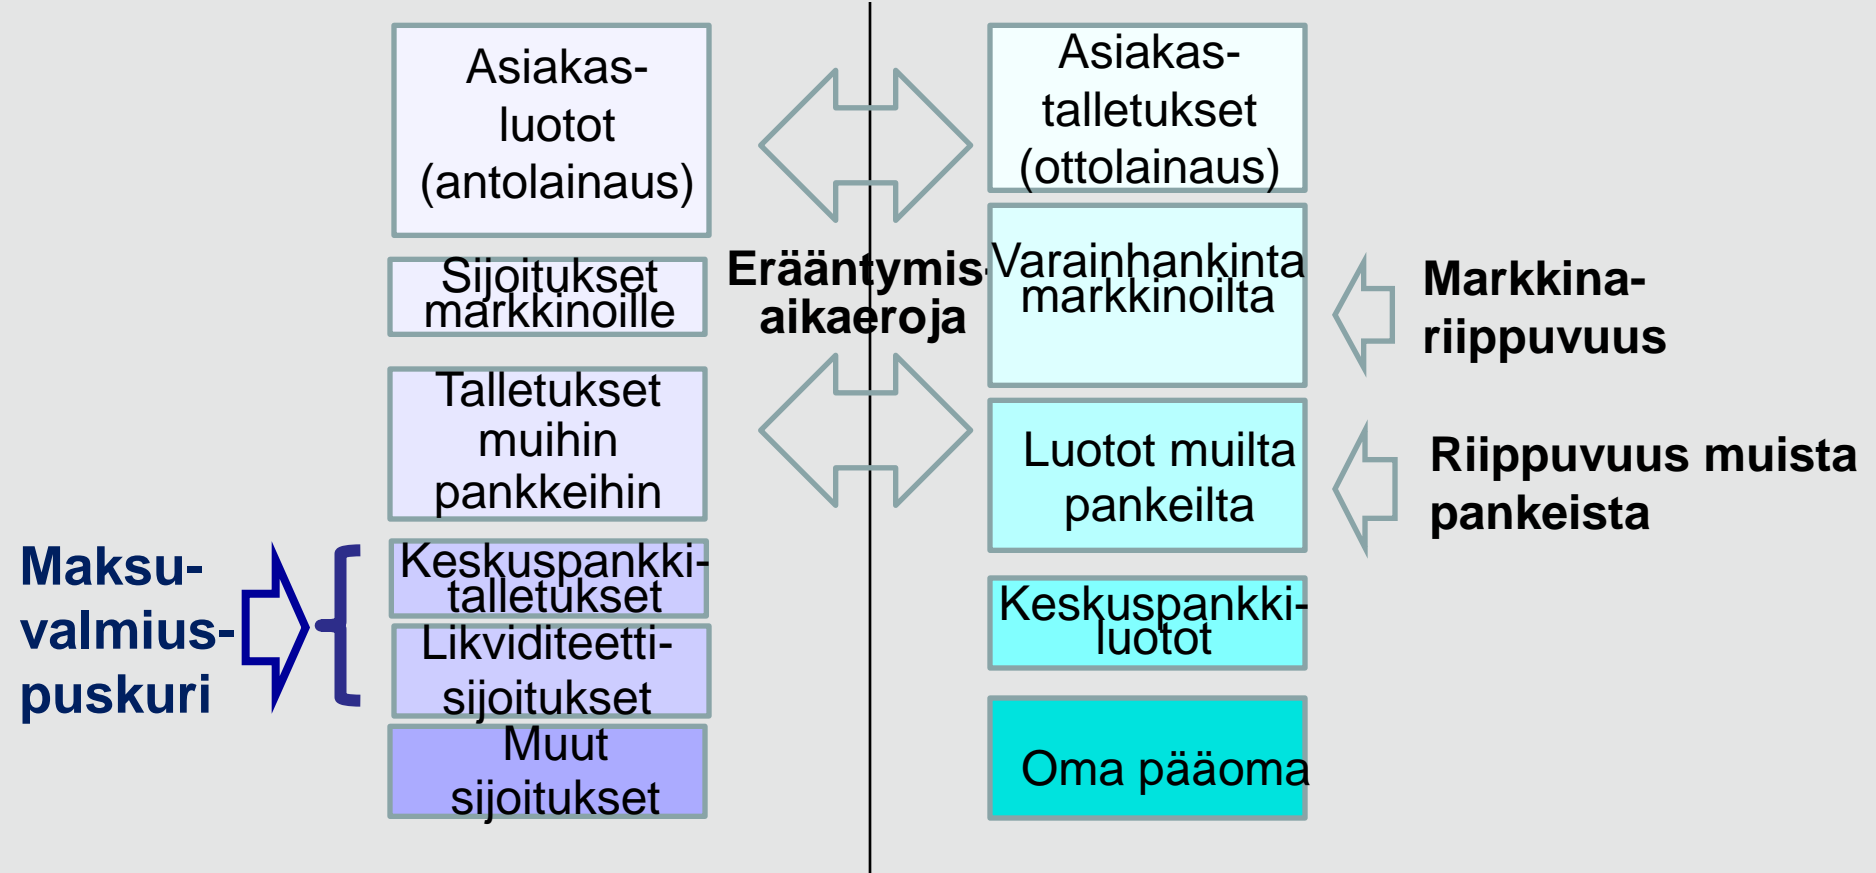 Asiakas-
luotot
(antolainaus)
Sijoitukset
markkinoille
Talletukset
muihin
pankkeihin
Keskuspankki-
talletukset
Likviditeetti-
sijoitukset
Muut
sijoitukset
Maksu-
valmius-
puskuri
Erääntymis-
aikaeroja
Asiakas-
talletukset
(ottolainaus)
Varainhankinta
markkinoilta
Luotot muilta
pankeilta
Keskuspankki-
luotot
Oma pääoma
Markkina-
riippuvuus
Riippuvuus muista
pankeista